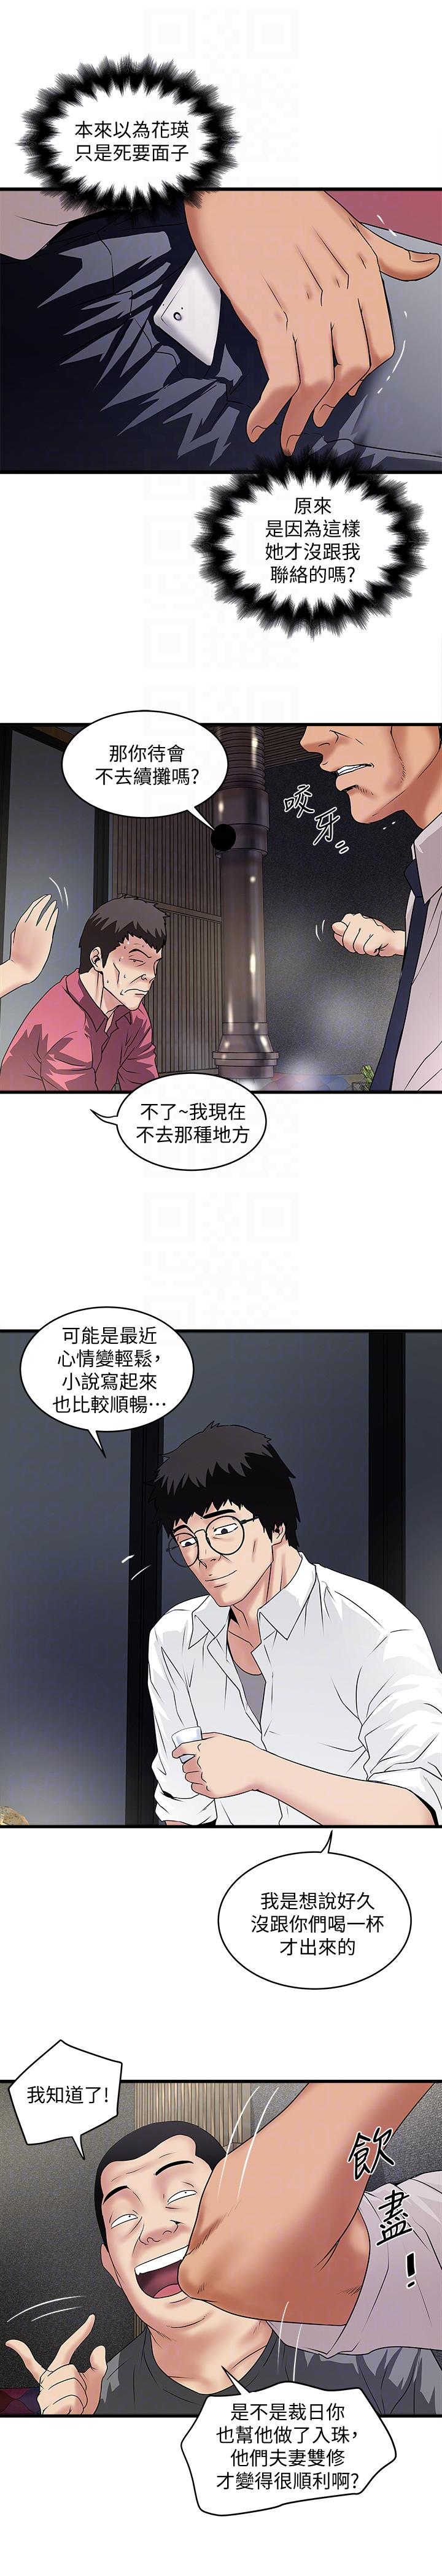 本來以為花瑛
只是死要面子
原來
是因為這樣
她才沒跟我
聯絡的嗎?
那你待會
不去續攤嗎?
咬牙
不了~我現在
不去那種地方
可能是最近
心情變輕鬆，
小說寫起來
也比較順暢…
我是想說好久
沒跟你們喝一杯
才出來的
我知道了!
飲盡!
是不是裁日你
也幫他做了入珠，
他們夫妻雙修
才變得很順利啊?